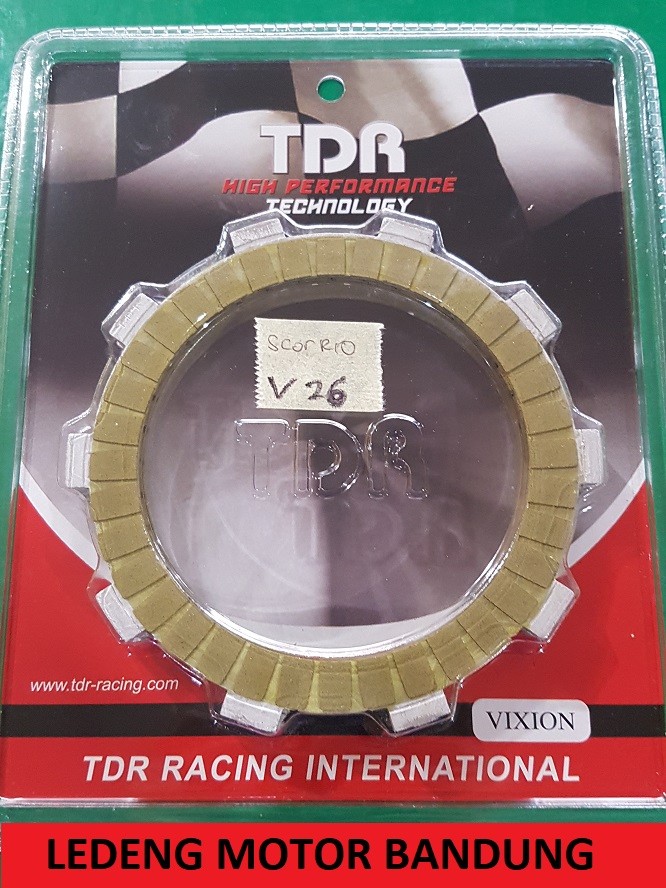 TDR
HIGH PERFORMANCE
TECHNOLOGY
SCORPIO
V 26
TDR
www.tdr-racing.com
VIXION
TDR RACING INTERNATIONAL
LEDENG MOTOR BANDUNG